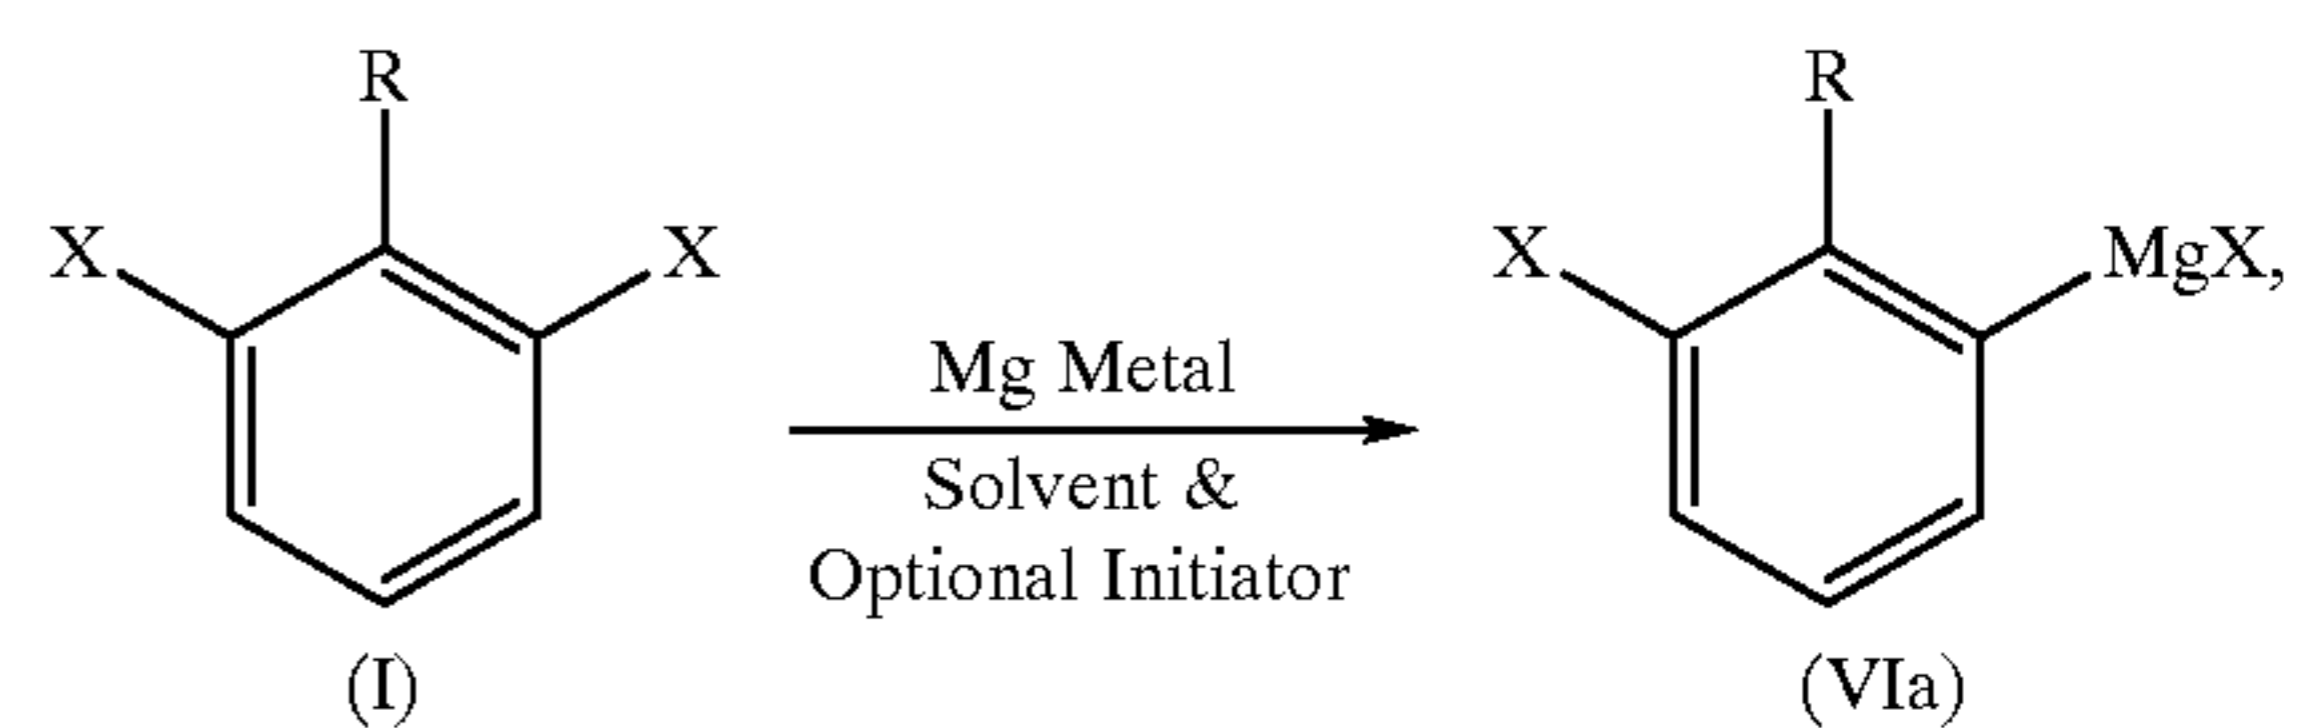 R
X
X
(I)
Mg Metal
Solvent &
Optional Initiator
R
X
MgX,
(VIa)